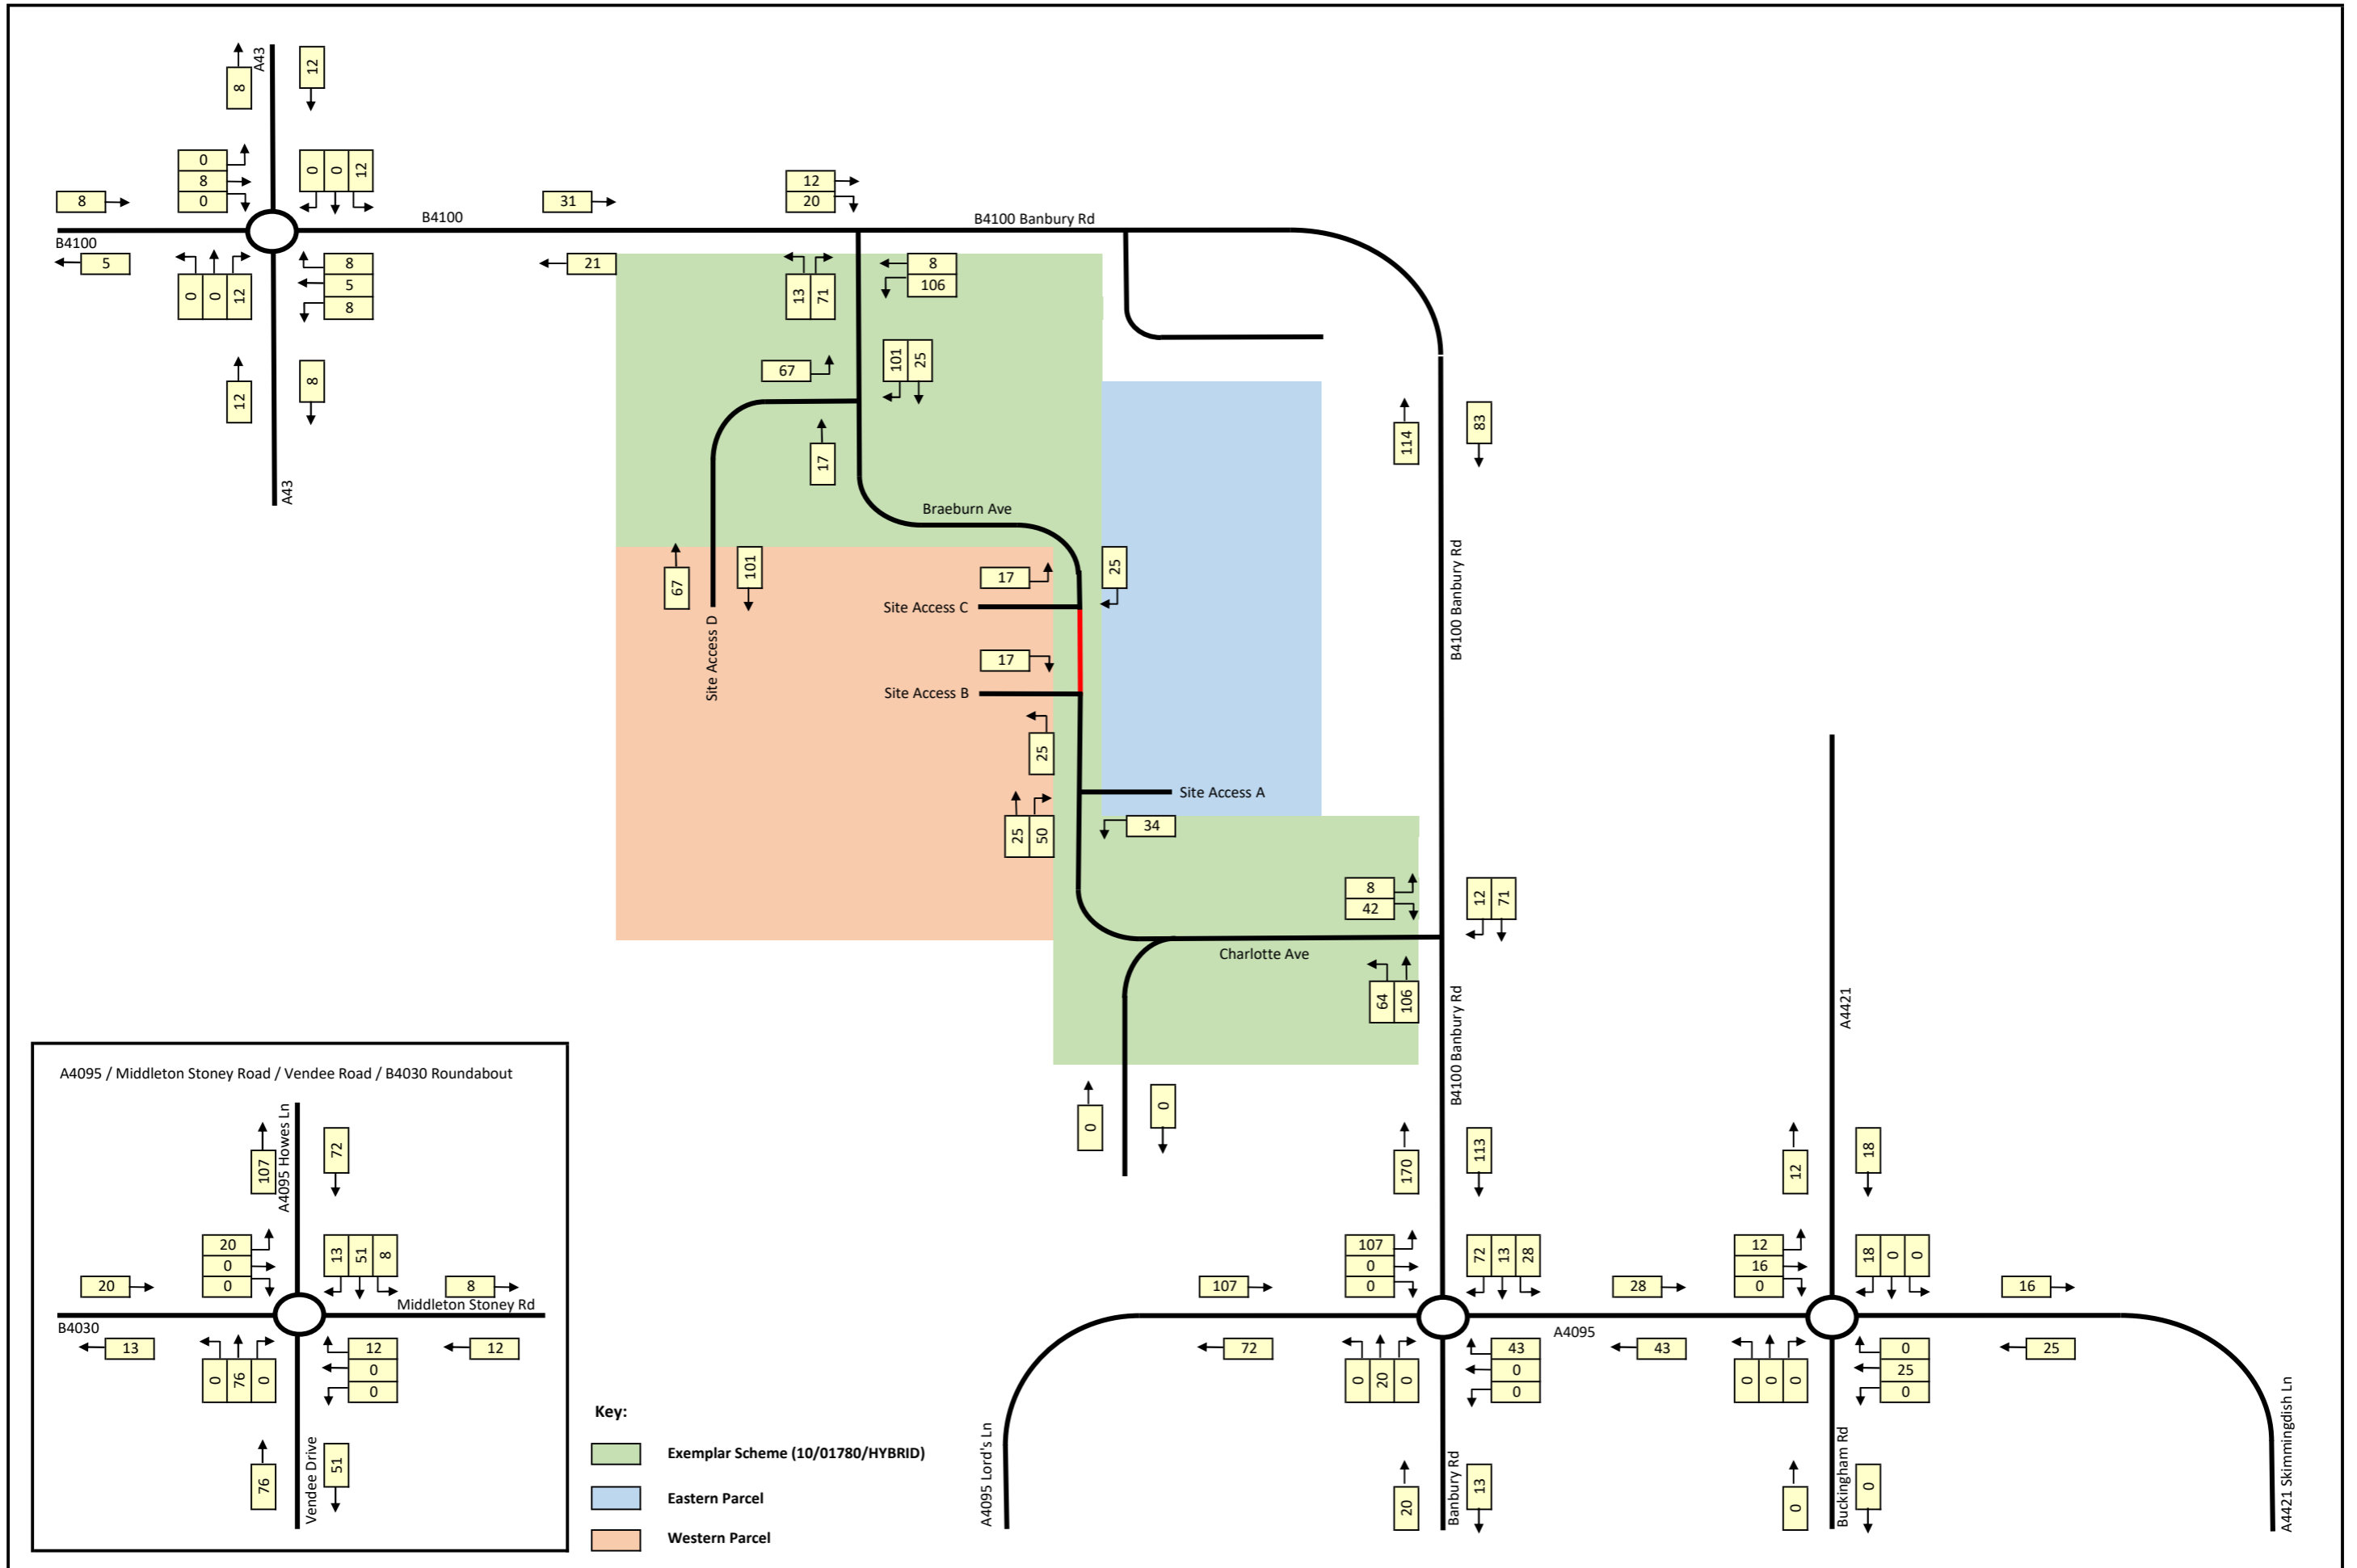 A43
8
12
0
8
0
0 0 12
8
B4100
5
B4100
0 0 12
8
5
8
12
8
A43
31
21
12
20
B4100 Banbury Rd
13 71
8
106
67
101 25
17
Braeburn Ave
67
101
Site Access D
17
25
Site Access C
17
Site Access B
25
25 50
Site Access A
34
114
83
B4100 Banbury Rd
8
42
12 71
Charlotte Ave
64 106
B4100 Banbury Rd
0
0
170
113
107
0
0
72 13 28
107
72
0 20 0
43
0
0
A4095
28
43
20
13
Banbury Rd
A4095 Lord's Ln
A4421
12
18
12
16
0
18 0 0
16
25
0 0 0
0
25
0
0
0
Buckingham Rd
A4421 Skimmingdish Ln
A4095 / Middleton Stoney Road / Vendee Road / B4030 Roundabout
A4095 Howes Ln
107
72
20
0
0
13 51 8
20
8
Middleton Stoney Rd
B4030
13
12
0 76 0
12
0
0
76
51
Vendee Drive
Key:
Exemplar Scheme (10/01780/HYBRID)
Eastern Parcel
Western Parcel